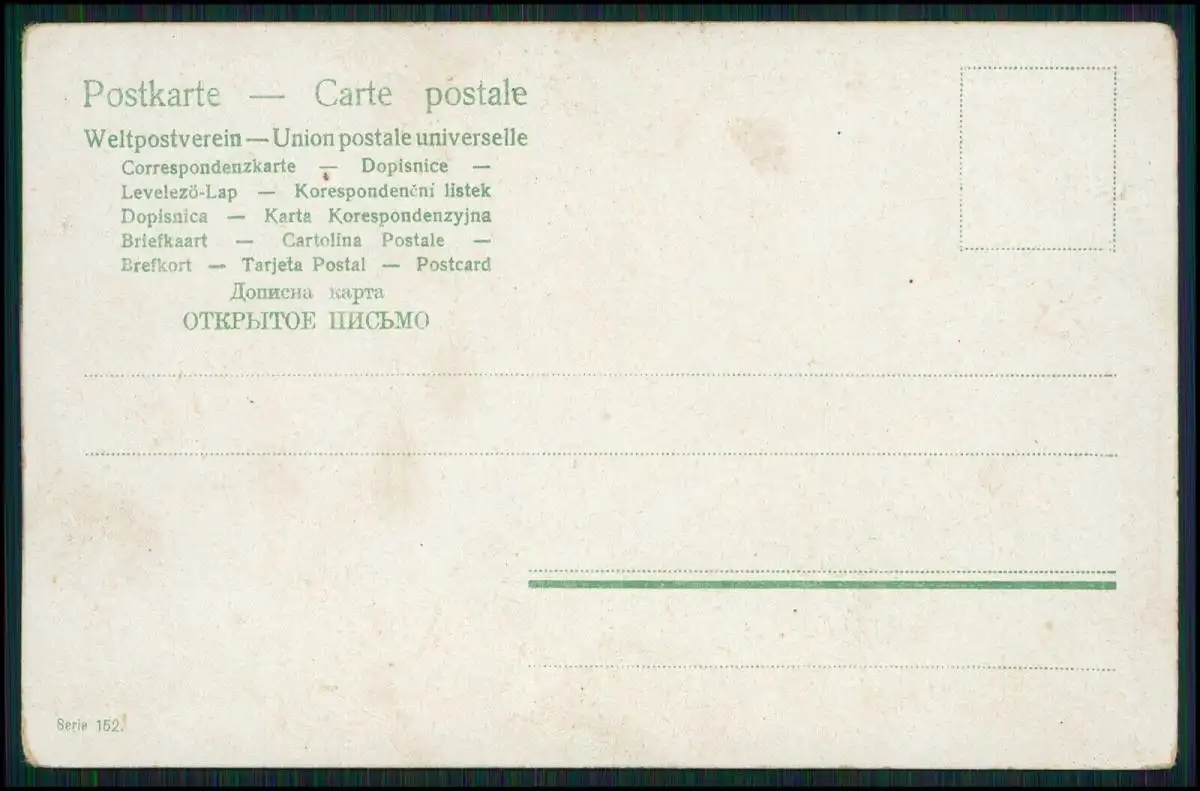 Postkarte — Carte postale
Weltpostverein — Union postale universelle
Correspondenzkarte — Dopisnice —
Levelezö-Lap — Korespondenční listek
Dopisnica — Karta Korespondenzyjna
Briefkaart — Cartolina Postale —
Brefkort — Tarjeta Postal — Postcard
Дописна карта
ОТКРЫТОЕ ПИСЬМО
Serie 152.